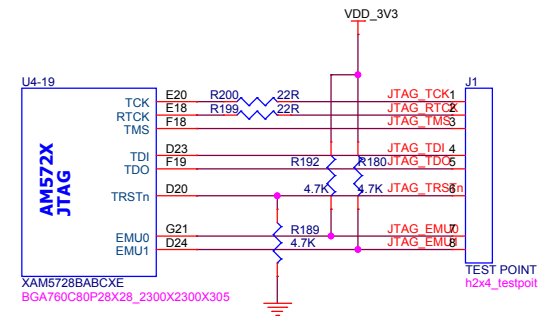 VDD_3V3
U4-19
J1
AM572X
JTAG
TCK E20 R200 22R JTAG_TCK 1
RTCK E18 R199 22R JTAG_RTCK 2
TMS F18 JTAG_TMS 3
TDI D23 JTAG_TDI 4
TDO F19 R192 R180 JTAG_TDO 5
TRSTn D20 4.7K 4.7K JTAG_TRSTn 6
EMU0 G21 R189 JTAG_EMU0 7
EMU1 D24 4.7K JTAG_EMU1 8
XAM5728BABCXE
BGA760C80P28X28_2300X2300X305
TEST POINT
h2x4_testpoit